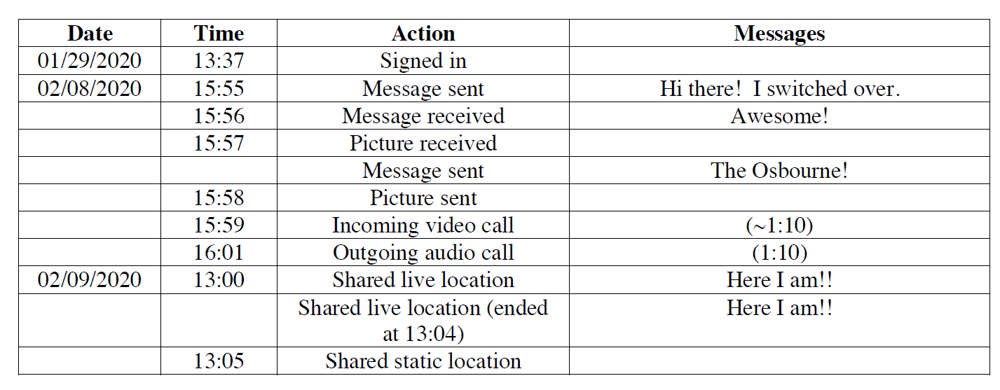 Date Time Action Messages
01/29/2020 13:37 Signed in
02/08/2020 15:55 Message sent Hi there!  I switched over.
15:56 Message received Awesome!
15:57 Picture received
Message sent The Osbourne!
15:58 Picture sent
15:59 Incoming video call (~1:10)
16:01 Outgoing audio call (1:10)
02/09/2020 13:00 Shared live location Here I am!!
Shared live location (ended Here I am!!
at 13:04)
13:05 Shared static location